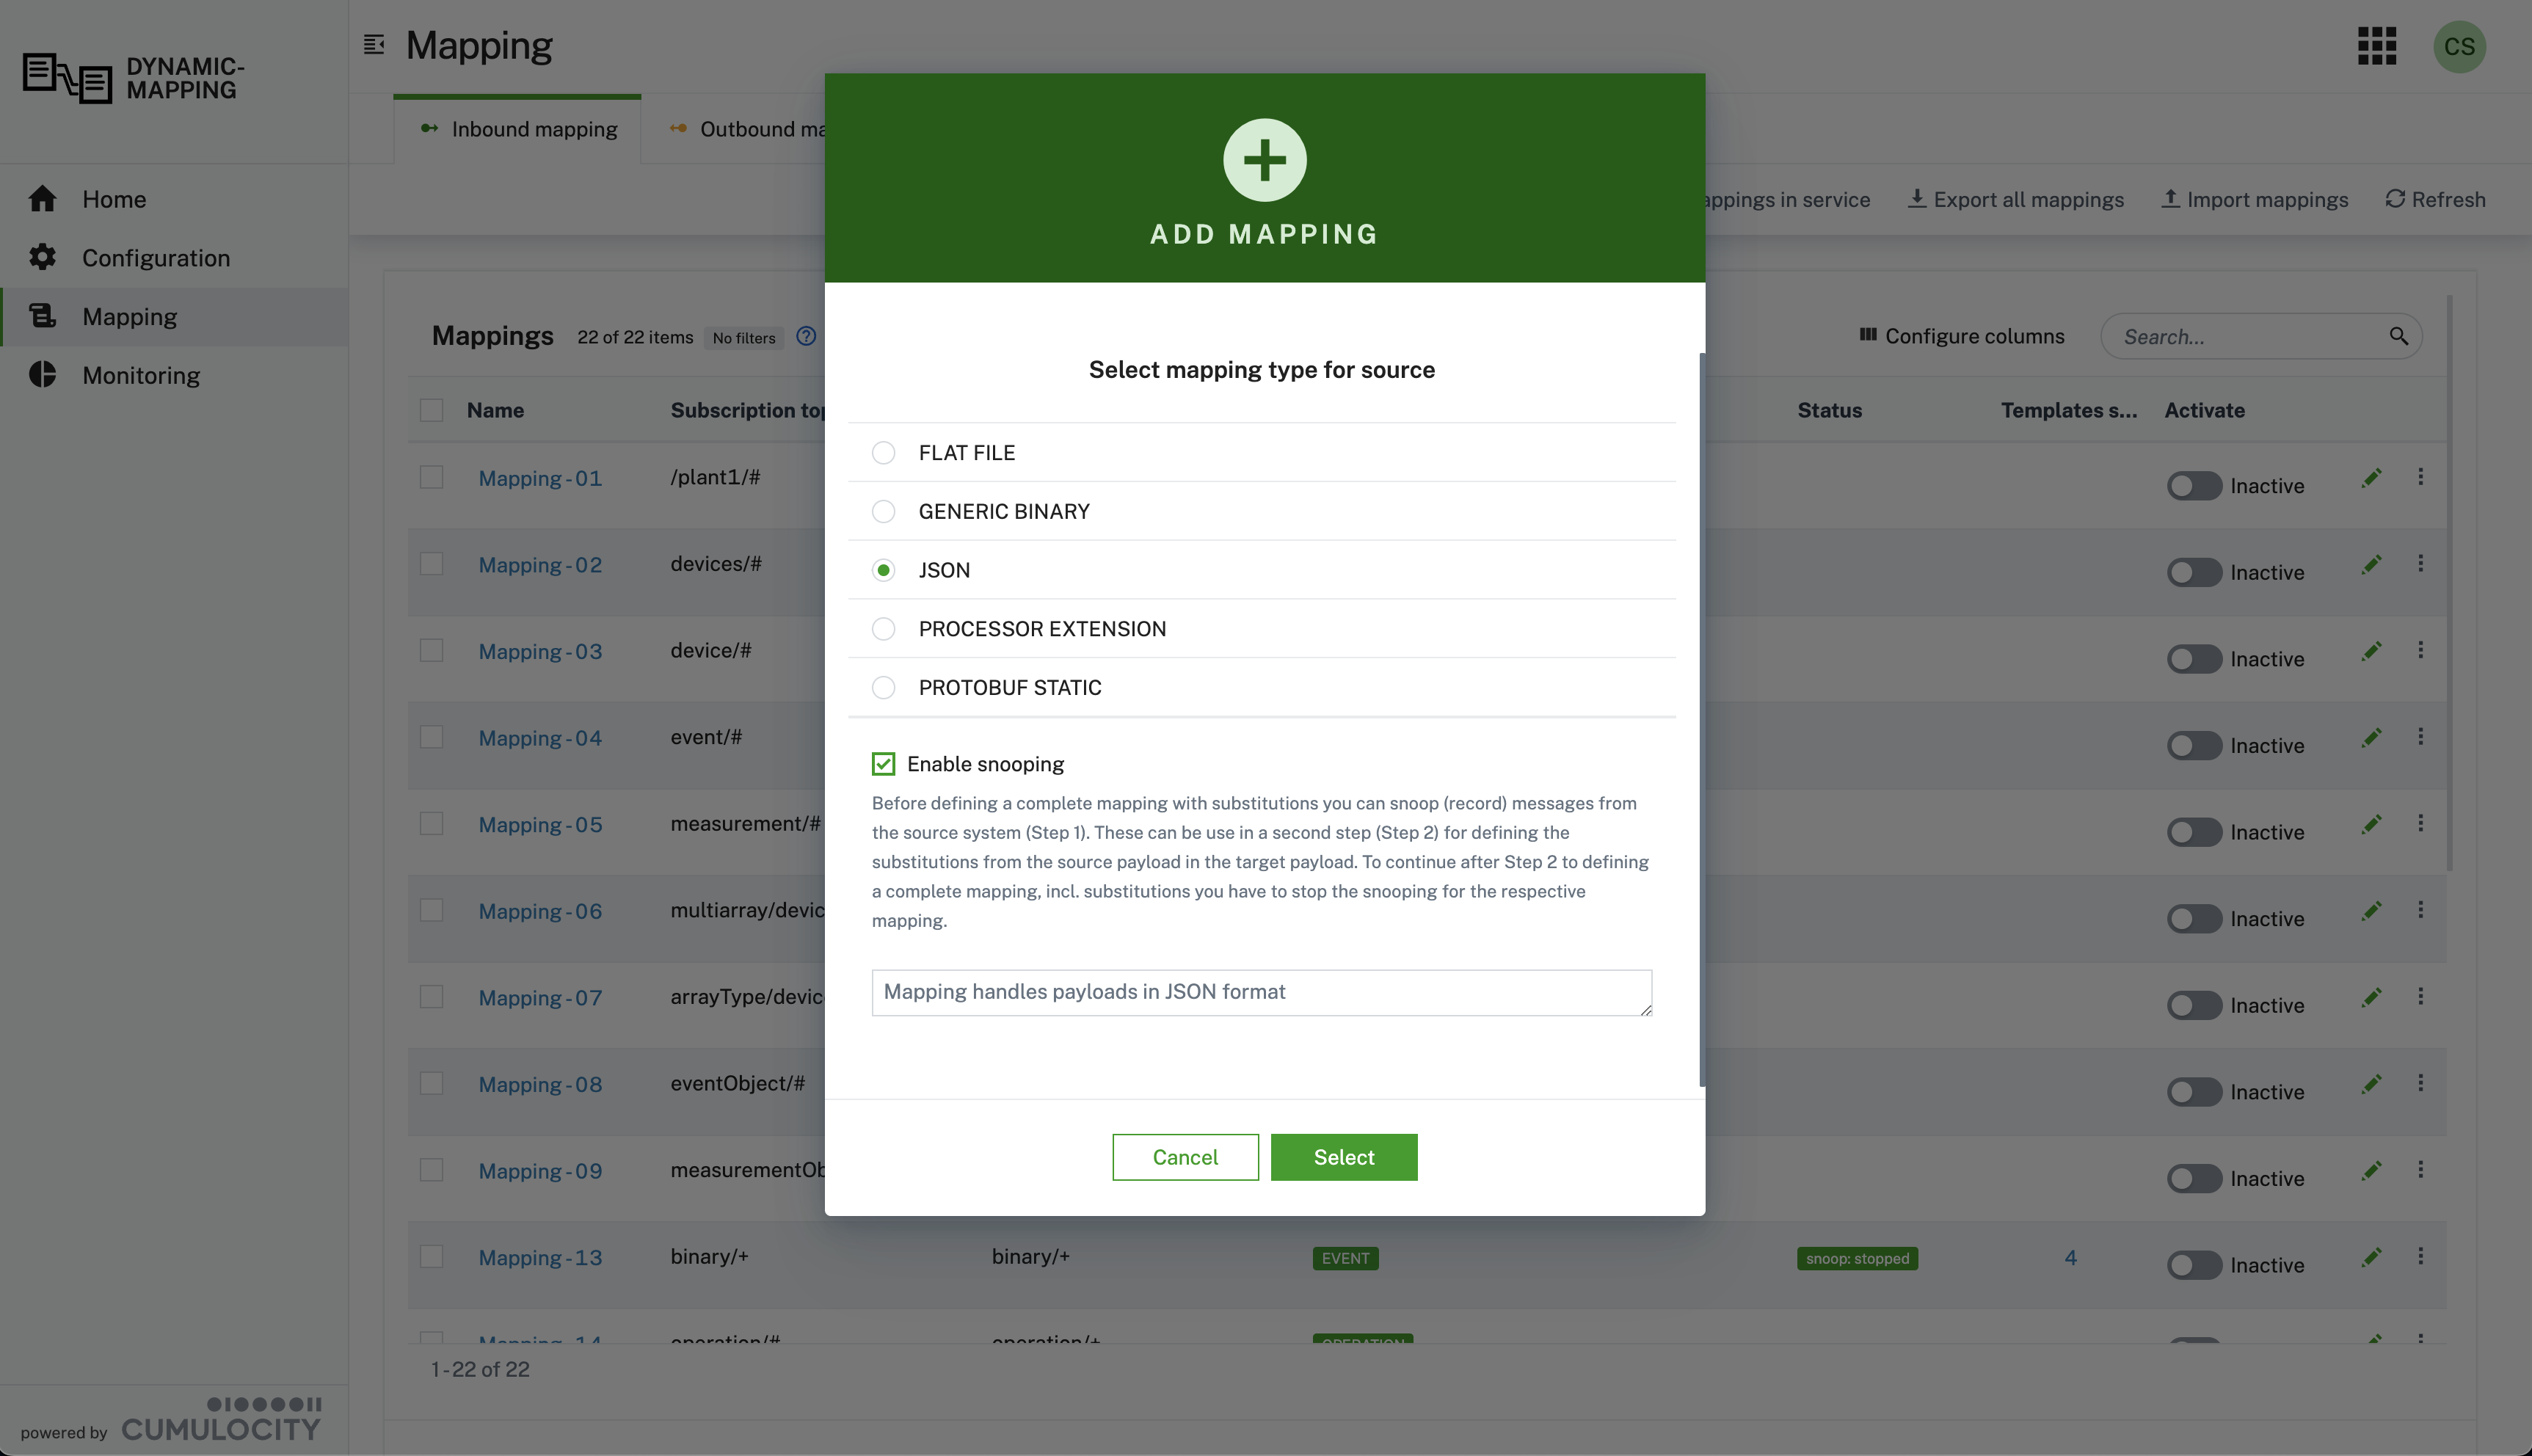 DYNAMIC-
MAPPING
Home
Configuration
Mapping
Monitoring
powered by CUMULOCITY
Mapping
CS
Inbound mapping
Outbound ma
appings in service Export all mappings Import mappings Refresh
Mappings 22 of 22 items No filters ?
Configure columns Search...
Name Subscription top Status Templates s... Activate
Mapping-01 /plant1/# Inactive
Mapping-02 devices/# Inactive
Mapping-03 device/# Inactive
Mapping-04 event/# Inactive
Mapping-05 measurement/# Inactive
Mapping-06 multiarray/devic Inactive
Mapping-07 arrayType/devic Inactive
Mapping-08 eventObject/# Inactive
Mapping-09 measurementOb Inactive
Mapping-13 binary/+ binary/+ EVENT snoop: stopped 4 Inactive
Mapping-14 operation/# operation/+ OPERATION
1-22 of 22
ADD MAPPING
Select mapping type for source
FLAT FILE
GENERIC BINARY
JSON
PROCESSOR EXTENSION
PROTOBUF STATIC
Enable snooping
Before defining a complete mapping with substitutions you can snoop (record) messages from
the source system (Step 1). These can be use in a second step (Step 2) for defining the
substitutions from the source payload in the target payload. To continue after Step 2 to defining
a complete mapping, incl. substitutions you have to stop the snooping for the respective
mapping.
Mapping handles payloads in JSON format
Cancel Select